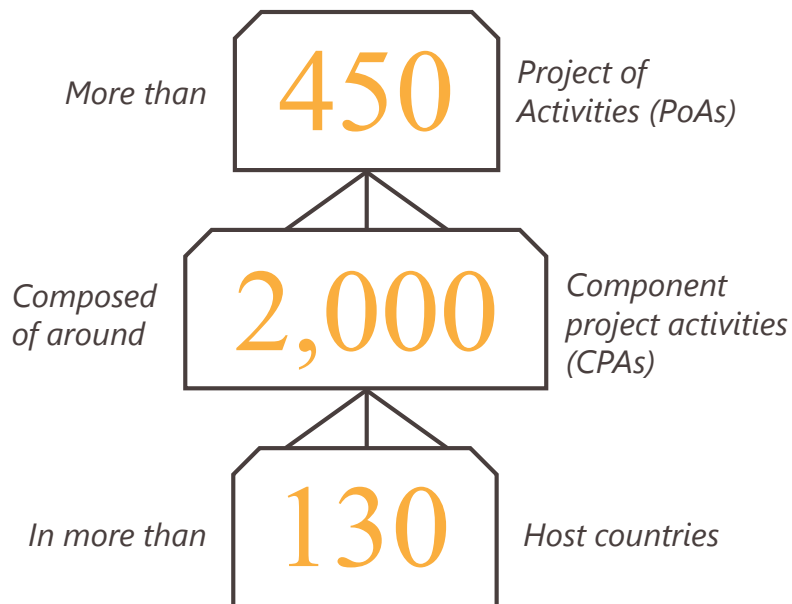 More than
450
Project of
Activities (PoAs)
Composed
of around
2,000
Component
project activities
(CPAs)
In more than
130
Host countries